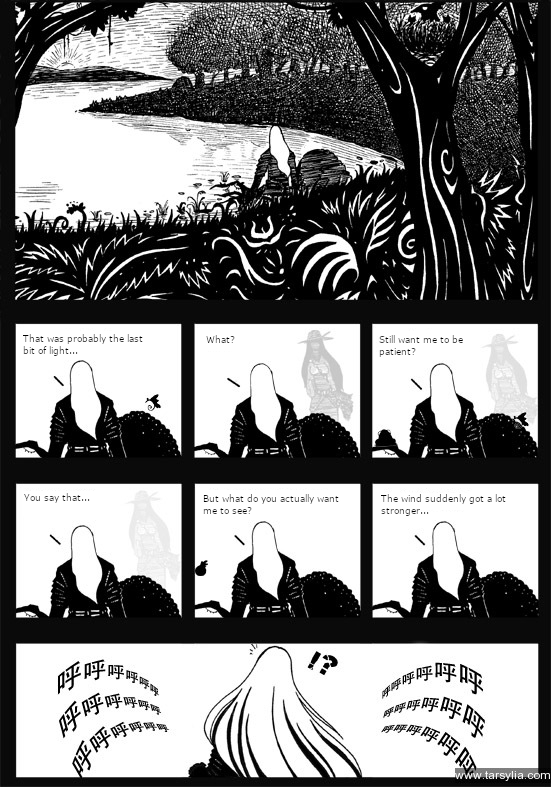 That was probably the last
bit of light...
What?
Still want me to be
patient?
You say that...
But what do you actually want
me to see?
The wind suddenly got a lot
stronger...
!?
呼呼呼呼呼呼
呼呼呼呼呼呼
呼呼呼呼呼呼
呼呼呼呼呼呼
呼呼呼呼呼呼
呼呼呼呼呼呼
www.tarsylia.com